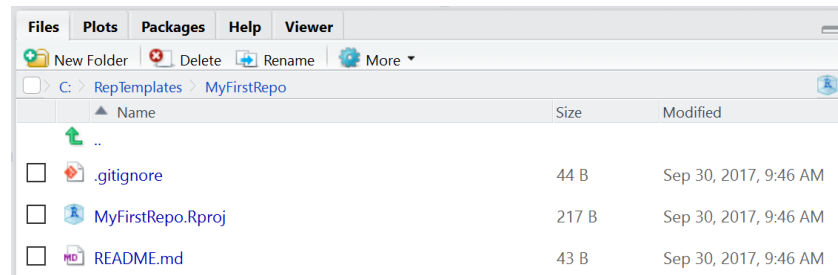 Files Plots Packages Help Viewer
New Folder Delete Rename More
C: RepTemplates MyFirstRepo
Name Size Modified
..
.gitignore 44 B Sep 30, 2017, 9:46 AM
MyFirstRepo.Rproj 217 B Sep 30, 2017, 9:46 AM
README.md 43 B Sep 30, 2017, 9:46 AM